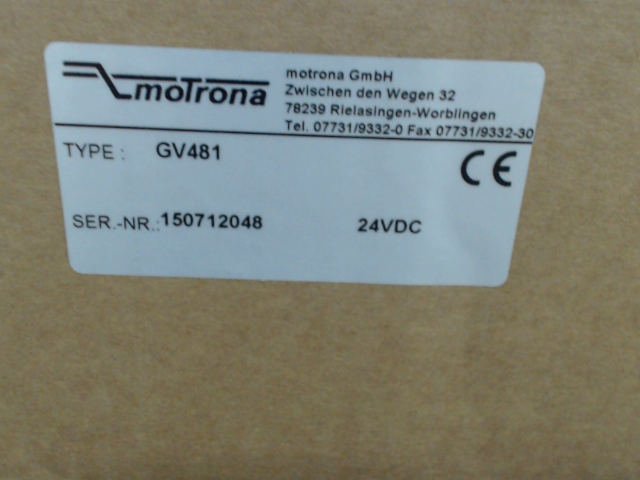 motrona
motrona GmbH
Zwischen den Wegen 32
78239 Rielasingen-Worblingen
Tel. 07731/9332-0 Fax 07731/9332-30
TYPE : GV481
CE
SER.-NR.: 150712048 24VDC